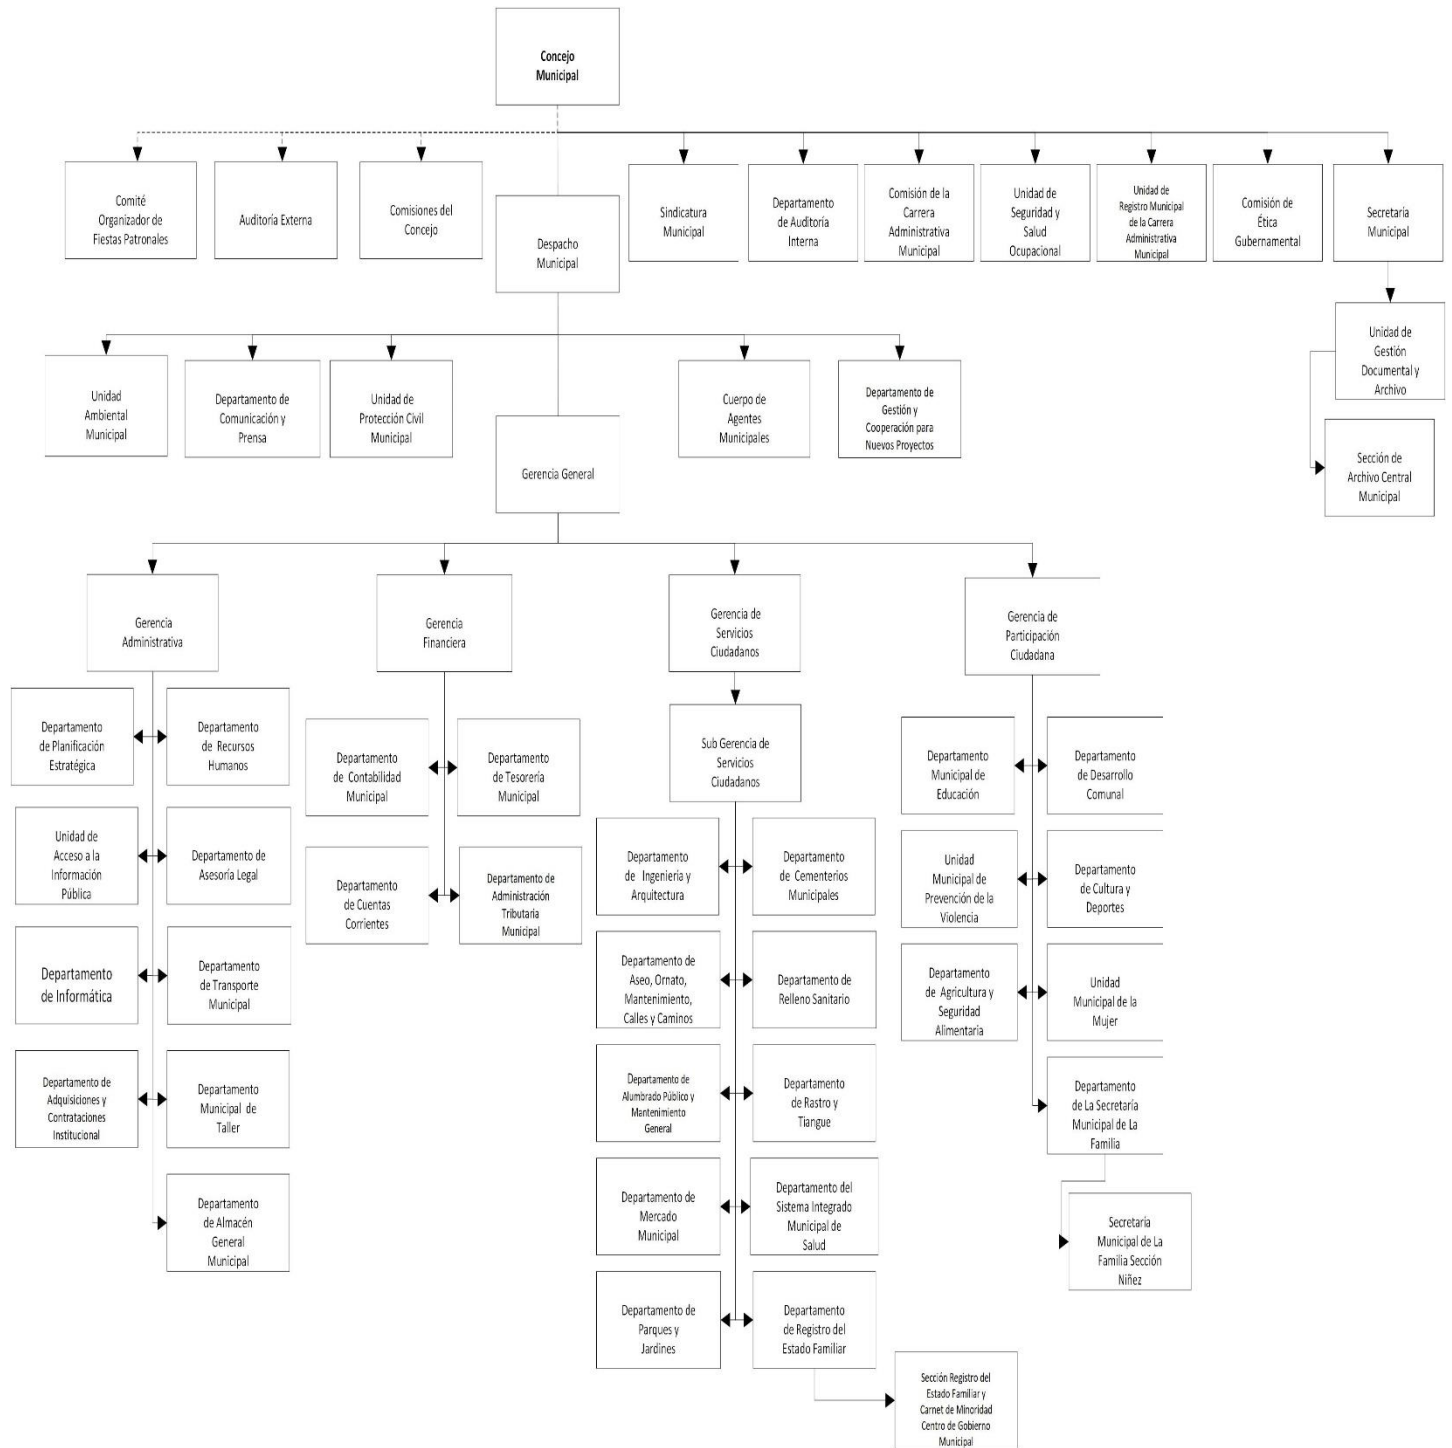 Concejo
Municipal
Comité
Organizador de
Fiestas Patronales
Auditoría Externa
Comisiones del
Concejo
Despacho
Municipal
Sindicatura
Municipal
Departamento
de Auditoría
Interna
Comisión de la
Carrera
Administrativa
Municipal
Unidad de
Seguridad y
Salud
Ocupacional
Unidad de
Registro Municipal
de la Carrera
Administrativa
Municipal
Comisión de
Ética
Gubernamental
Secretaría
Municipal
Unidad de
Gestión
Documental y
Archivo
Sección de
Archivo Central
Municipal
Unidad
Ambiental
Municipal
Departamento de
Comunicación y
Prensa
Unidad de
Protección Civil
Municipal
Cuerpo de
Agentes
Municipales
Departamento de
Gestión y
Cooperación para
Nuevos Proyectos
Gerencia General
Gerencia
Administrativa
Gerencia
Financiera
Gerencia de
Servicios
Ciudadanos
Gerencia de
Participación
Ciudadana
Departamento
de Planificación
Estratégica
Departamento
de Recursos
Humanos
Unidad de
Acceso a la
Información
Pública
Departamento de
Asesoría Legal
Departamento
de Informática
Departamento
de Transporte
Municipal
Departamento de
Adquisiciones y
Contrataciones
Institucional
Departamento
Municipal de
Taller
Departamento
de Almacén
General
Municipal
Departamento
de Contabilidad
Municipal
Departamento
de Tesorería
Municipal
Departamento
de Cuentas
Corrientes
Departamento de
Administración
Tributaria
Municipal
Sub Gerencia de
Servicios
Ciudadanos
Departamento
de Ingenieria y
Arquitectura
Departamento
de Cementerios
Municipales
Departamento de
Aseo, Ornato,
Mantenimiento,
Calles y Caminos
Departamento de
Relleno Sanitario
Departamento de
Alumbrado Público y
Mantenimiento
General
Departamento
de Rastro y
Tiangue
Departamento de
Mercado
Municipal
Departamento del
Sistema Integrado
Municipal de
Salud
Departamento de
Parques y
Jardines
Departamento
de Registro del
Estado Familiar
Sección Registro del
Estado Familiar y
Carnet de Minoridad
Centro de Gobierno
Municipal
Departamento
Municipal de
Educación
Departamento
de Desarrollo
Comunal
Unidad
Municipal de
Prevención de la
Violencia
Departamento
de Cultura y
Deportes
Departamento
de Agricultura y
Seguridad
Alimentaria
Unidad
Municipal de la
Mujer
Departamento
de La Secretaría
Municipal de La
Familia
Secretaría
Municipal de La
Familia Sección
Niñez